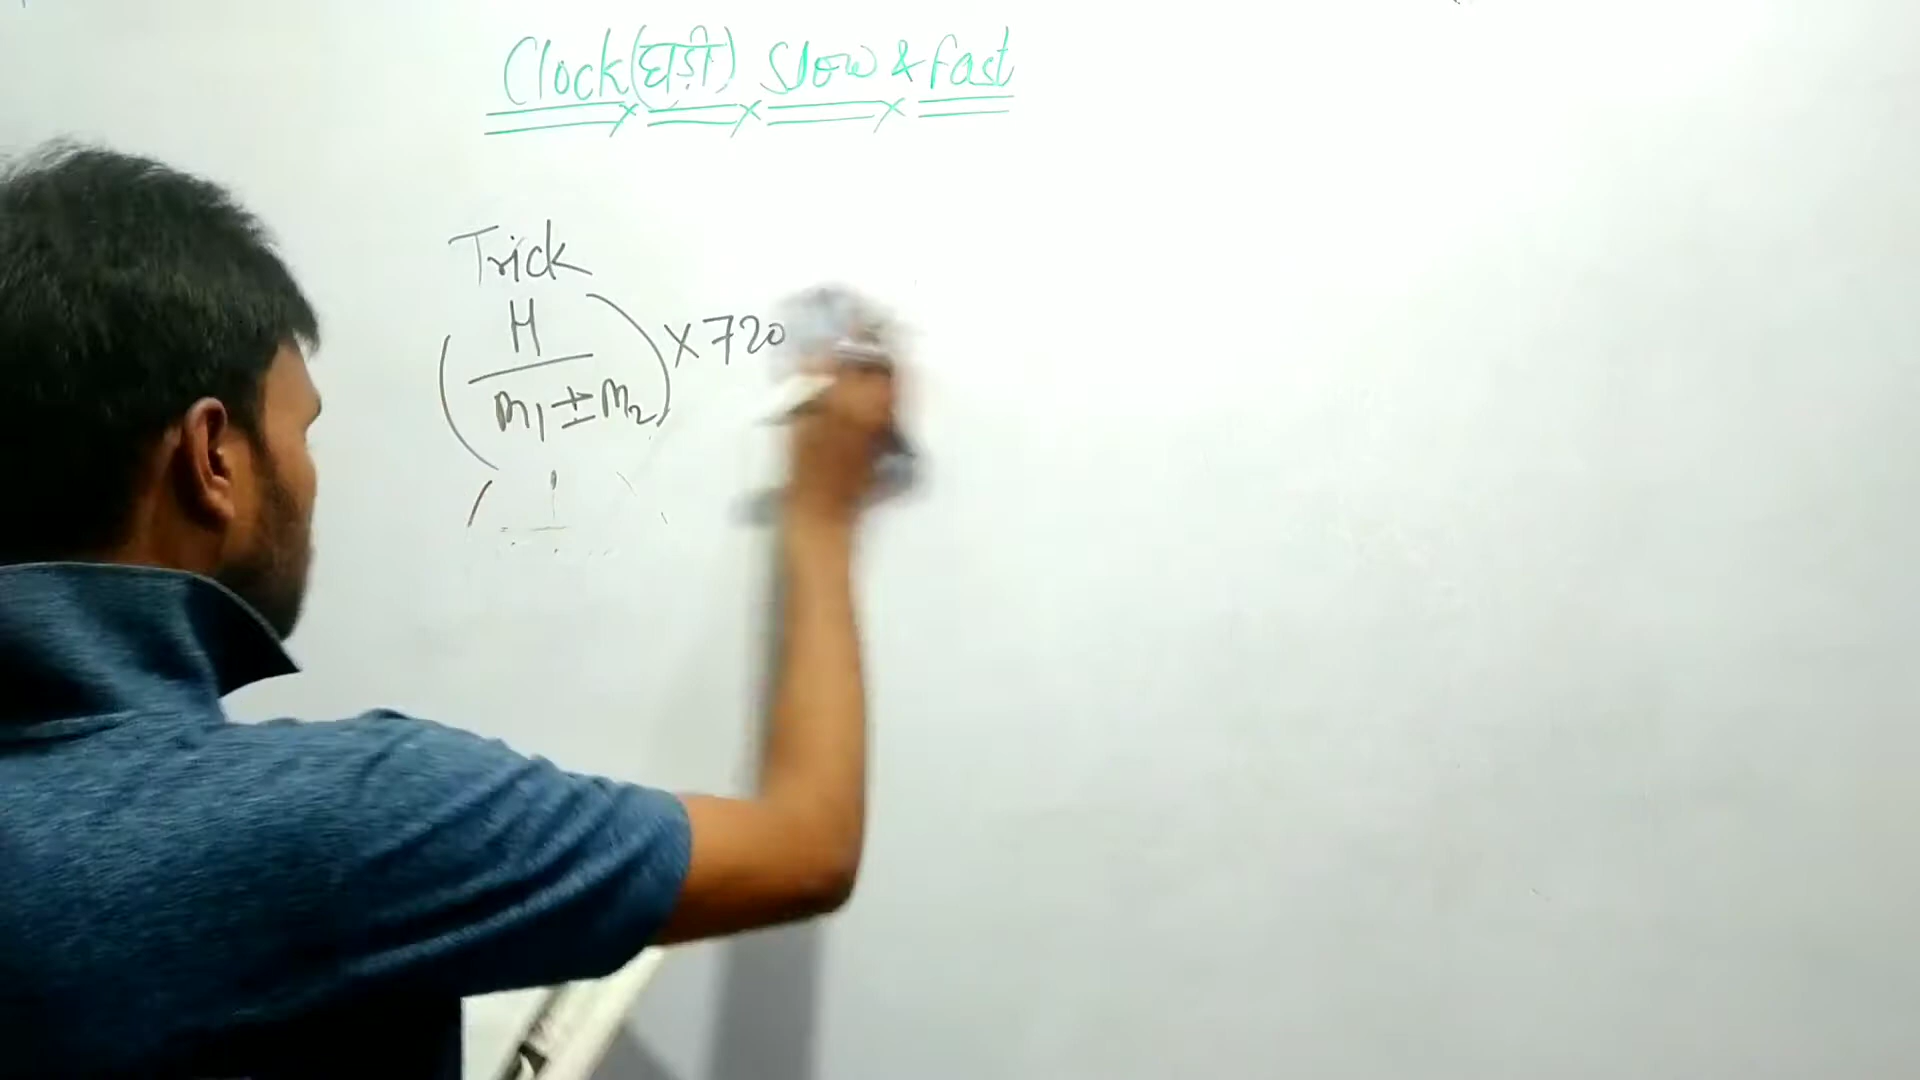 Clock (घड़ी) Slow & fast
Trick
(H / m₁ ± m₂) × 720